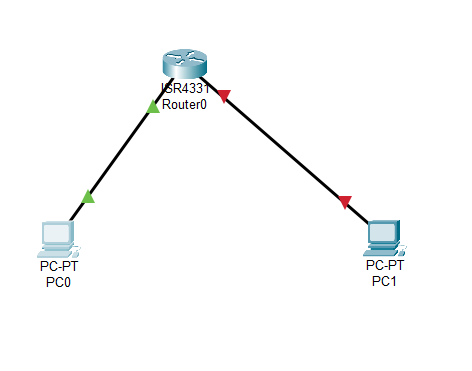 ISR4331
Router0
PC-PT
PC0
PC-PT
PC1